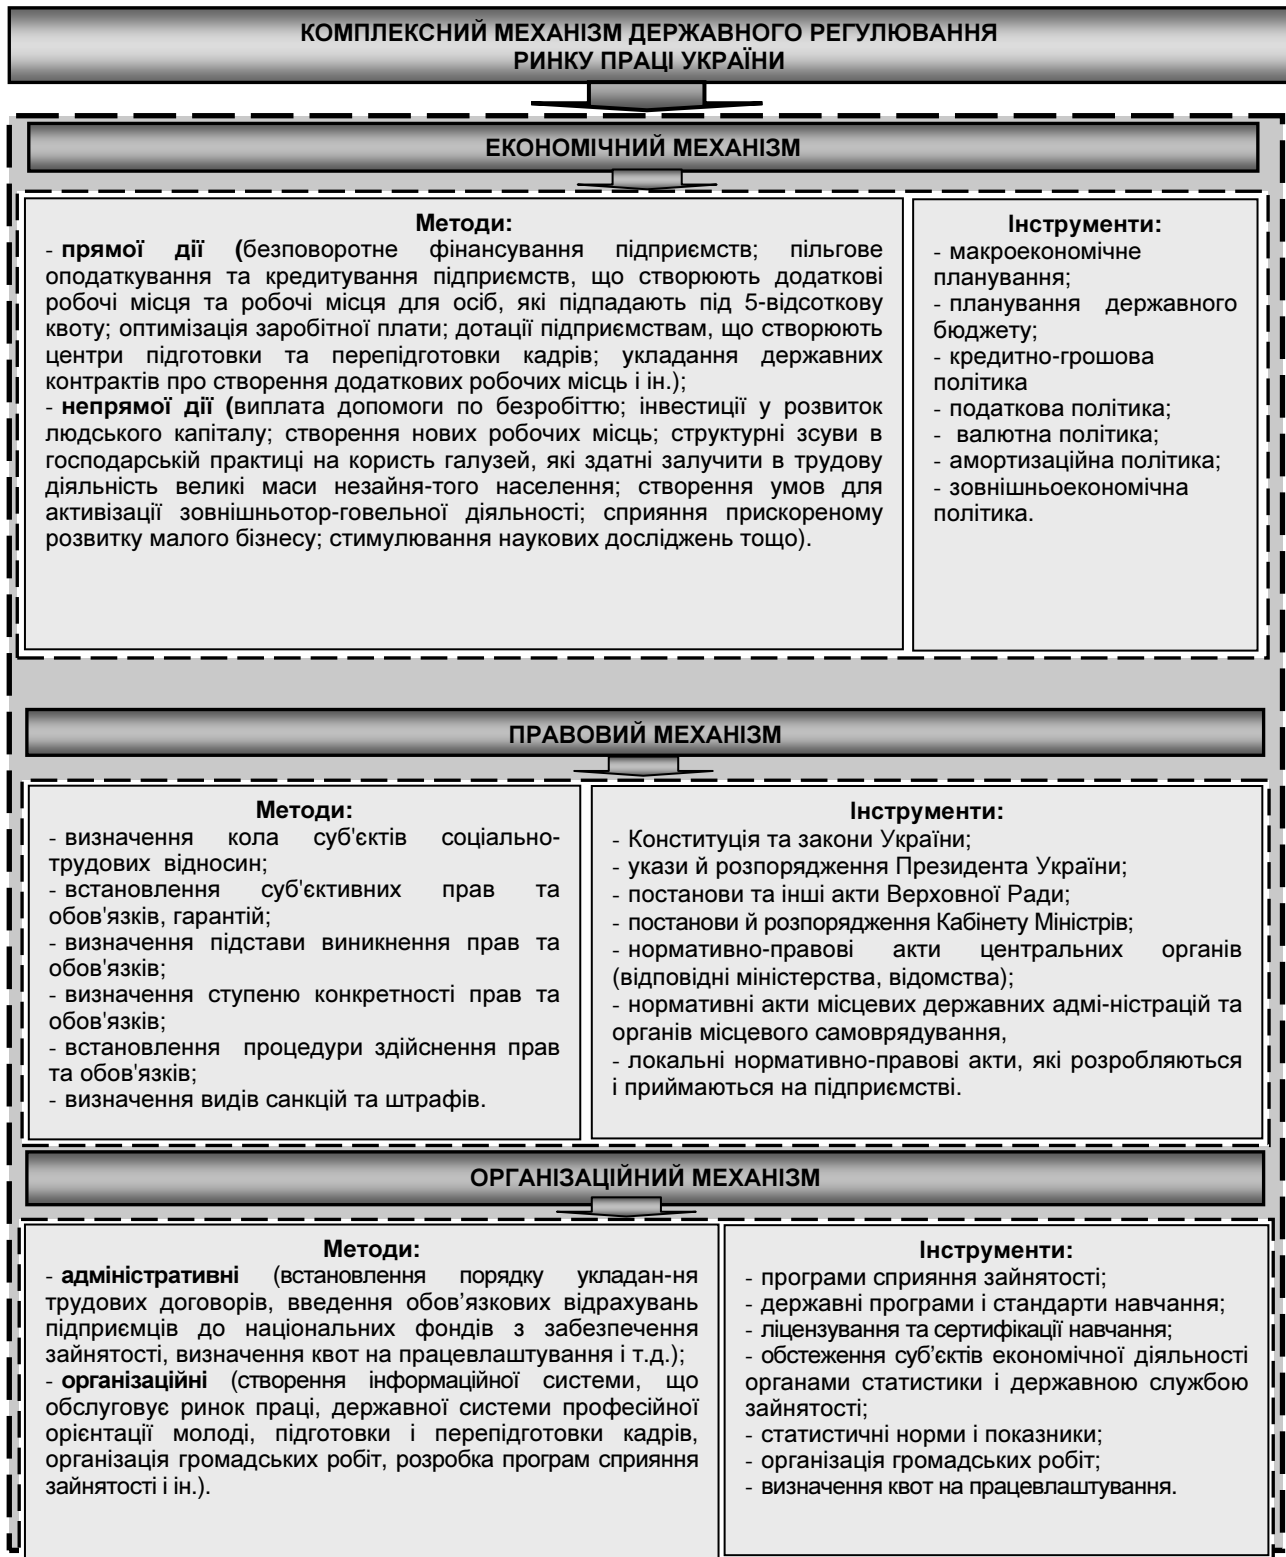 КОМПЛЕКСНИЙ МЕХАНІЗМ ДЕРЖАВНОГО РЕГУЛЮВАННЯ
РИНКУ ПРАЦІ УКРАЇНИ
ЕКОНОМІЧНИЙ МЕХАНІЗМ
Методи:
- прямої дії (безповоротне фінансування підприємств; пільгове
оподаткування та кредитування підприємств, що створюють додаткові
робочі місця та робочі місця для осіб, які підпадають під 5-відсоткову
квоту; оптимізація заробітної плати; дотації підприємствам, що створюють
центри підготовки та перепідготовки кадрів; укладання державних
контрактів про створення додаткових робочих місць і ін.);
- непрямої дії (виплата допомоги по безробіттю; інвестиції у розвиток
людського капіталу; створення нових робочих місць; структурні зсуви в
господарській практиці на користь галузей, які здатні залучити в трудову
діяльність великі маси незайня-того населення; створення умов для
активізації зовнішньотор-говельної діяльності; сприяння прискореному
розвитку малого бізнесу; стимулювання наукових досліджень тощо).
Інструменти:
- макроекономічне
планування;
- планування державного
бюджету;
- кредитно-грошова
політика
- податкова політика;
- валютна політика;
- амортизаційна політика;
- зовнішньоекономічна
політика.
ПРАВОВИЙ МЕХАНІЗМ
Методи:
- визначення кола суб'єктів соціально-
трудових відносин;
- встановлення суб'єктивних прав та
обов'язків, гарантій;
- визначення підстави виникнення прав та
обов'язків;
- визначення ступеню конкретності прав та
обов'язків;
- встановлення процедури здійснення прав
та обов'язків;
- визначення видів санкцій та штрафів.
Інструменти:
- Конституція та закони України;
- укази й розпорядження Президента України;
- постанови та інші акти Верховної Ради;
- постанови й розпорядження Кабінету Міністрів;
- нормативно-правові акти центральних органів
(відповідні міністерства, відомства);
- нормативні акти місцевих державних адмі-ністрацій та
органів місцевого самоврядування,
- локальні нормативно-правові акти, які розробляються
і приймаються на підприємстві.
ОРГАНІЗАЦІЙНИЙ МЕХАНІЗМ
Методи:
- адміністративні (встановлення порядку укладан-ня
трудових договорів, введення обов’язкових відрахувань
підприємців до національних фондів з забезпечення
зайнятості, визначення квот на працевлаштування і т.д.);
- організаційні (створення інформаційної системи, що
обслуговує ринок праці, державної системи професійної
орієнтації молоді, підготовки і перепідготовки кадрів,
організація громадських робіт, розробка програм сприяння
зайнятості і ін.).
Інструменти:
- програми сприяння зайнятості;
- державні програми і стандарти навчання;
- ліцензування та сертифікації навчання;
- обстеження суб’єктів економічної діяльності
органами статистики і державною службою
зайнятості;
- статистичні норми і показники;
- організація громадських робіт;
- визначення квот на працевлаштування.